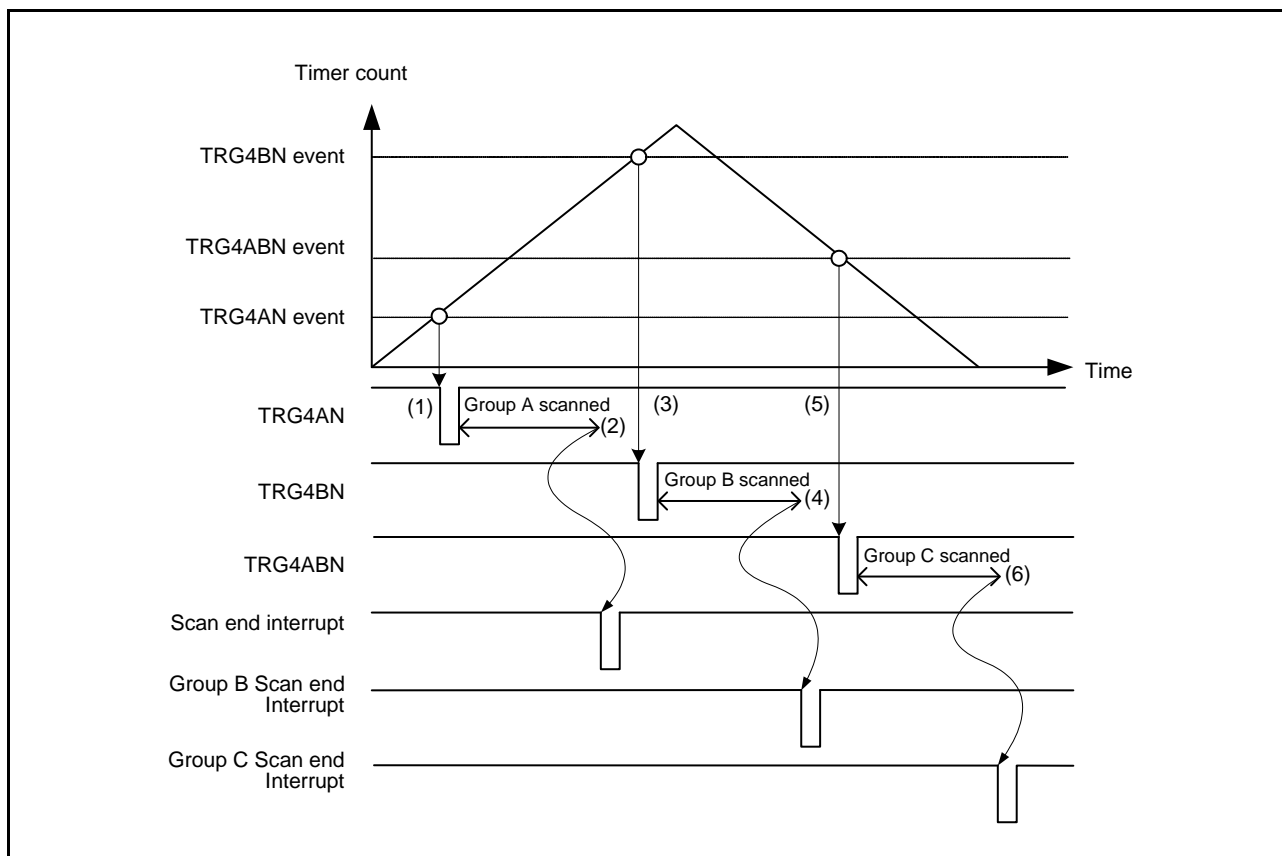 Timer count
TRG4BN event
TRG4ABN event
TRG4AN event
Time
TRG4AN
(1)
Group A scanned
(2)
(3)
(5)
TRG4BN
Group B scanned
(4)
TRG4ABN
Group C scanned
(6)
Scan end interrupt
Group B Scan end
Interrupt
Group C Scan end
Interrupt